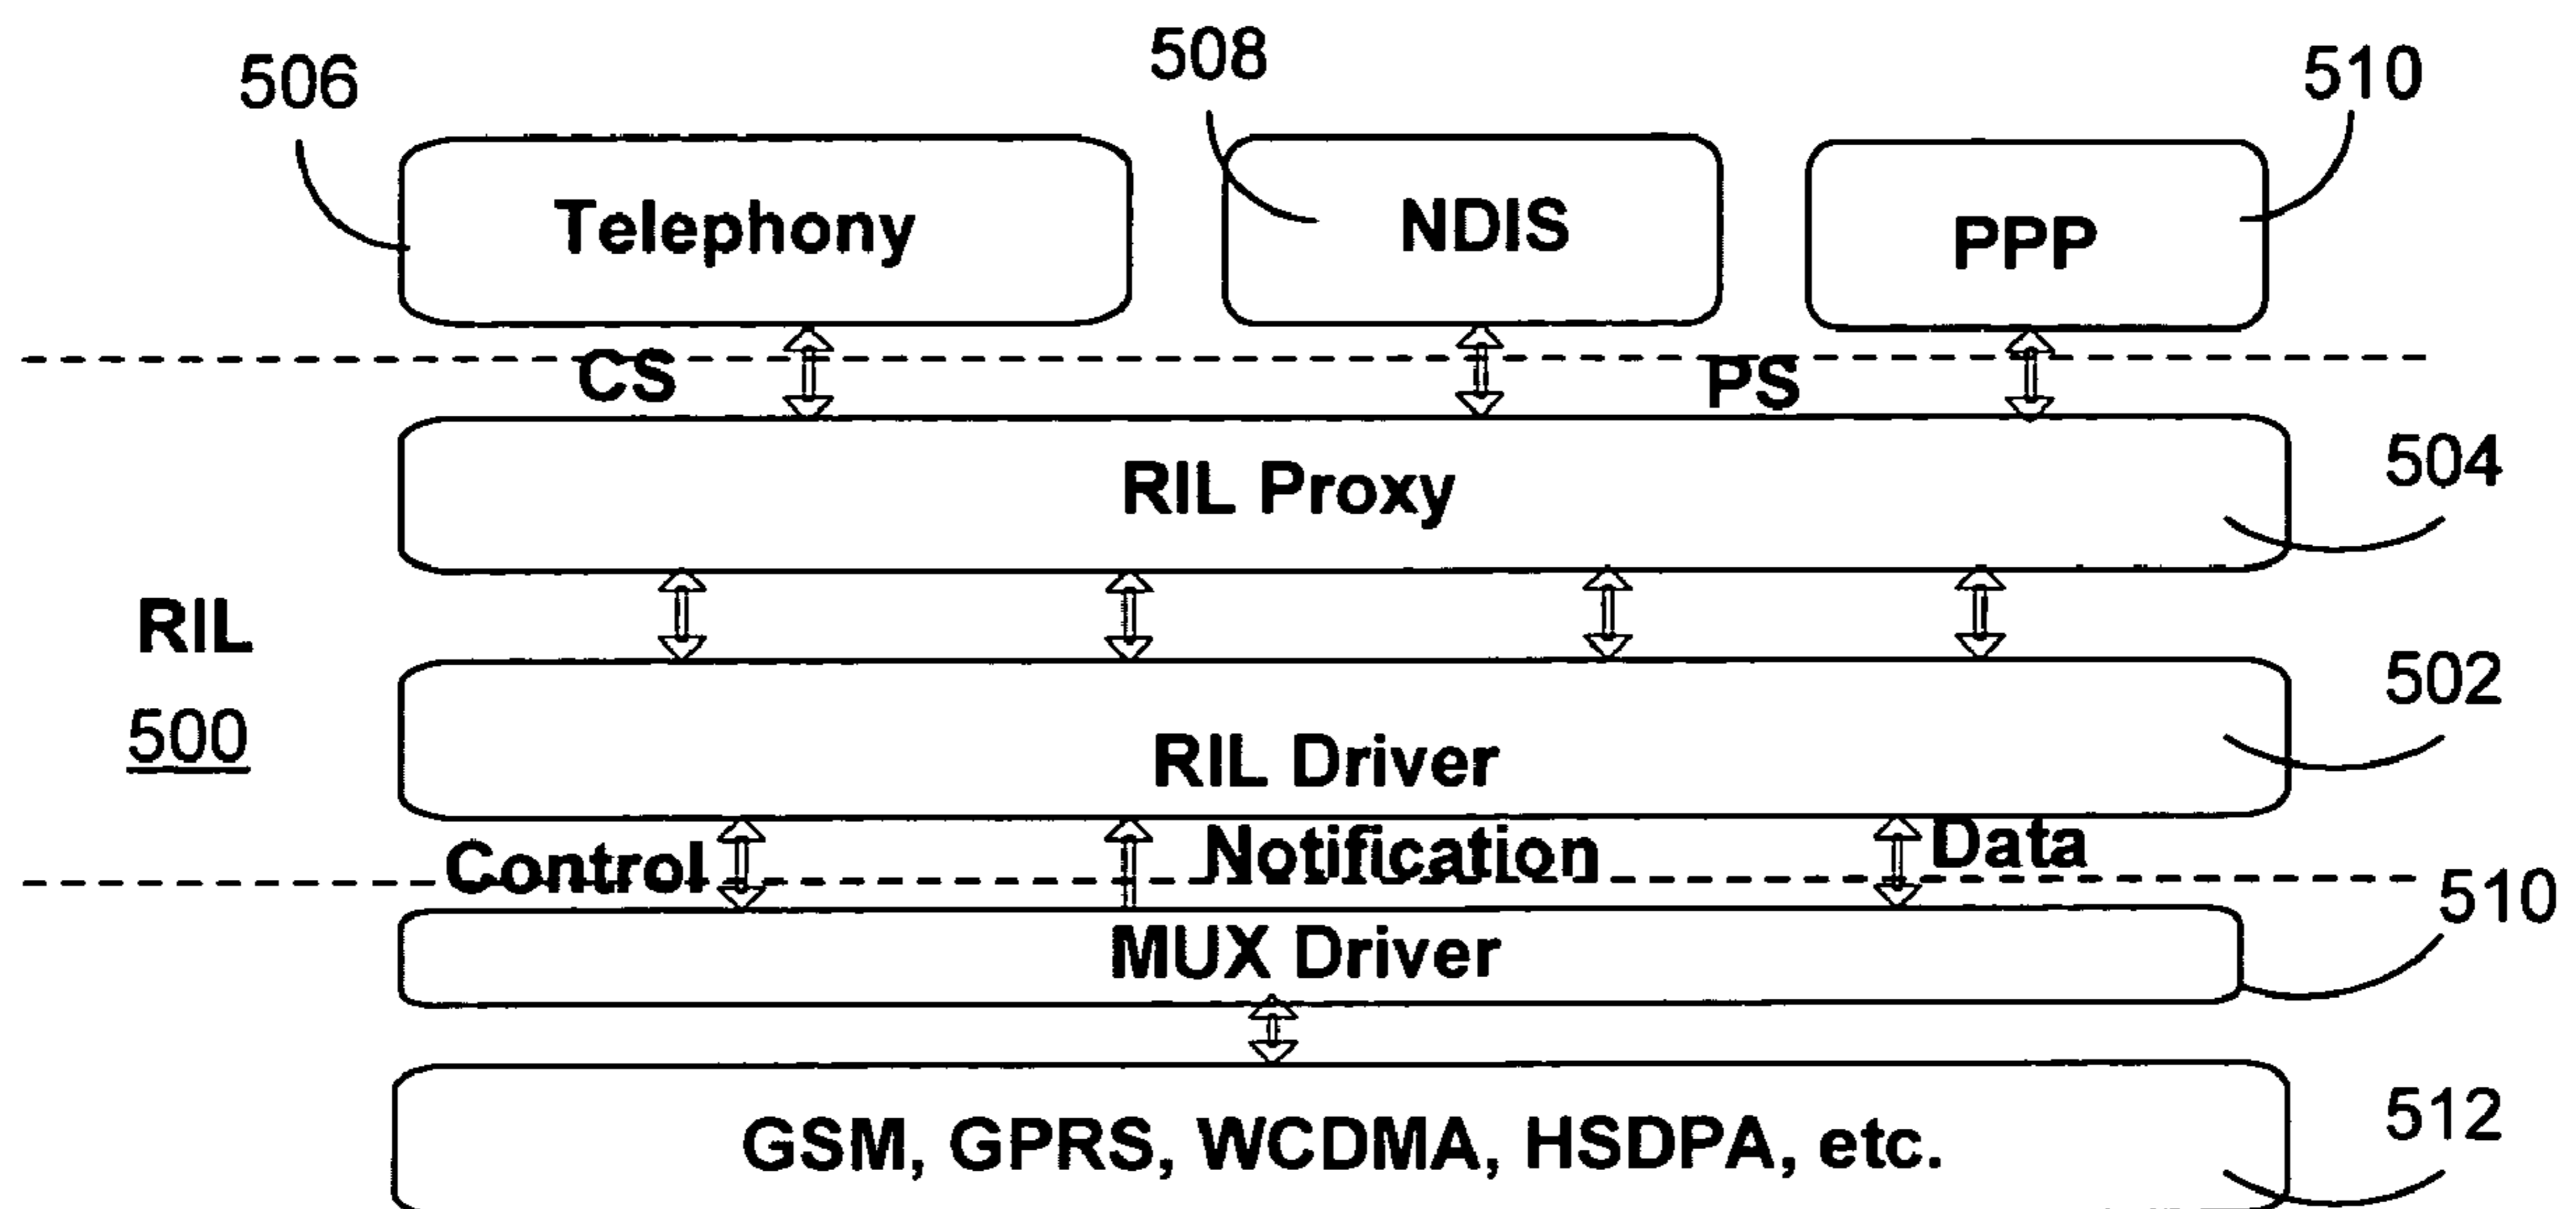 506
508
510
Telephony
NDIS
PPP
CS
PS
RIL Proxy
504
RIL
500
RIL Driver
502
Control
Notification
Data
MUX Driver
510
GSM, GPRS, WCDMA, HSDPA, etc.
512